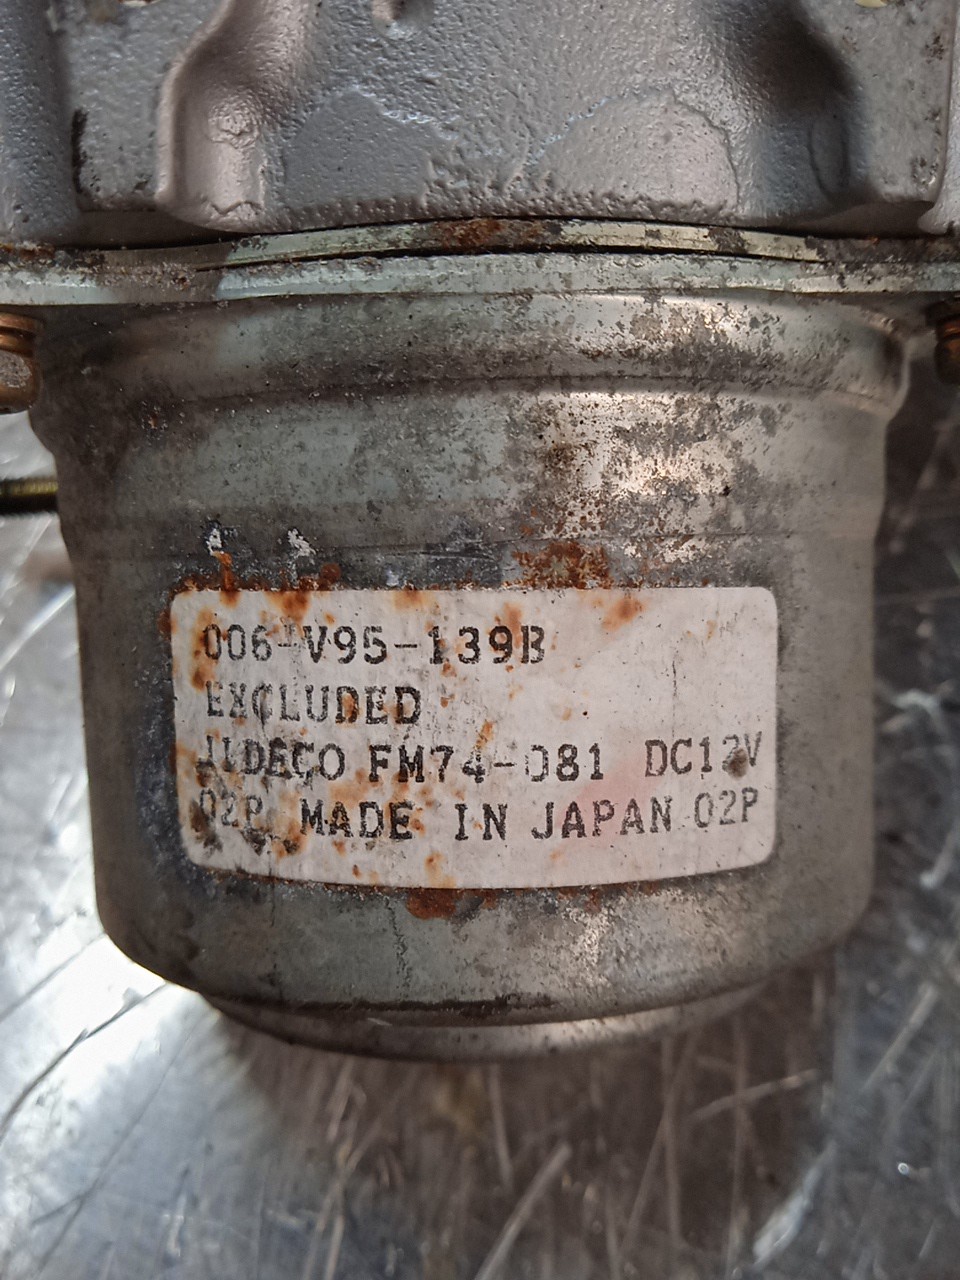 006-V95-139B
EXCLUDED
JIDECO FM74-081 DC12V
02P MADE IN JAPAN 02P